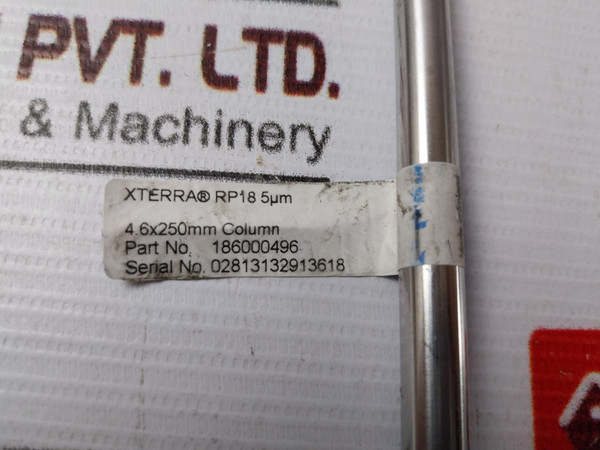 PVT. LTD.
& Machinery
XTERRA® RP18 5µm
4.6x250mm Column
Part No. 186000496
Serial No. 02813132913618